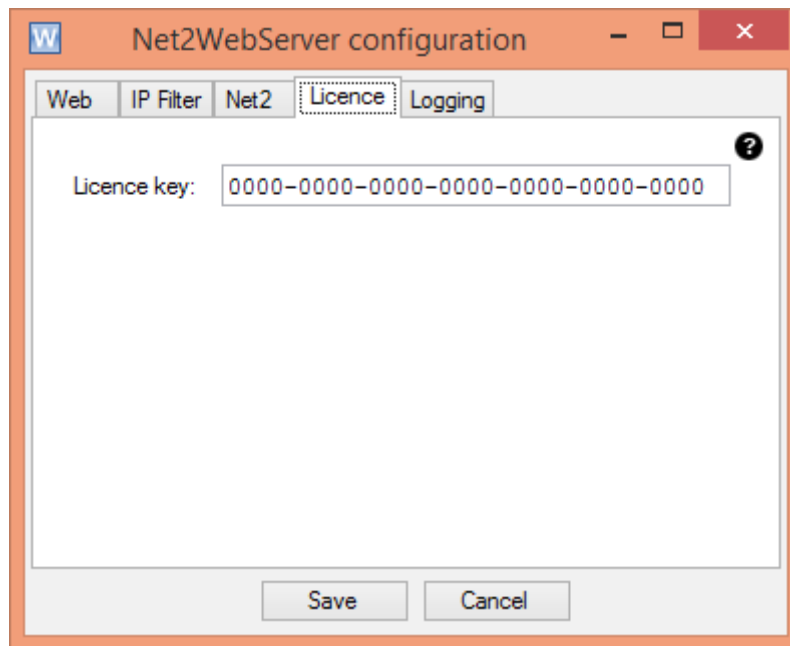 W Net2WebServer configuration
Web IP Filter Net2 Licence Logging
?
Licence key: 0000-0000-0000-0000-0000-0000-0000
Save Cancel